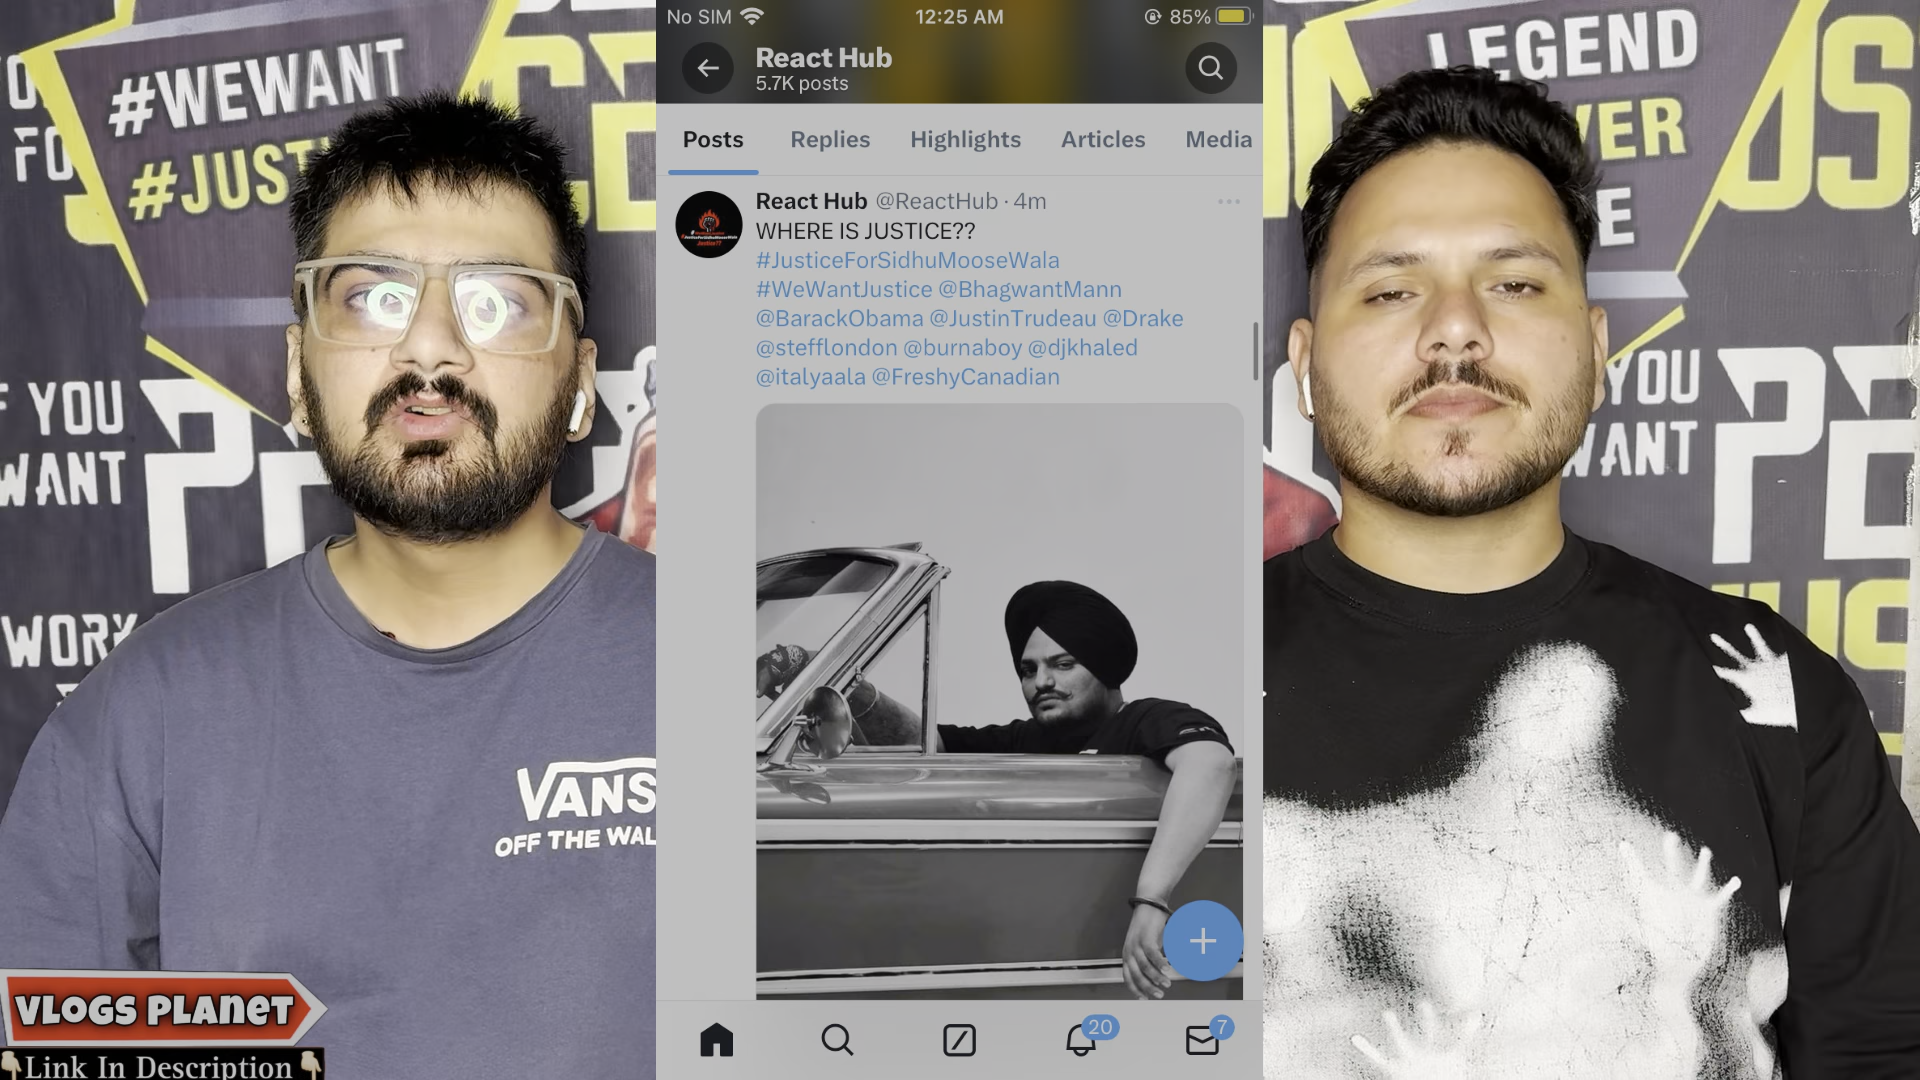 #WEWANT
FOR
F YOU
WANT
WORK
VANS
OFF THE WAL
VLOGS PLANET
👇Link In Description👇
No SIM
12:25 AM
85%
React Hub
5.7K posts
Posts
Replies
Highlights
Articles
Media
React Hub @ReactHub · 4m
WHERE IS JUSTICE??
#JusticeForSidhuMooseWala
#WeWantJustice @BhagwantMann
@BarackObama @JustinTrudeau @Drake
@stefflondon @burnaboy @djkhaled
@italyaala @FreshyCanadian
20
7
LEGEND
YOU
WANT